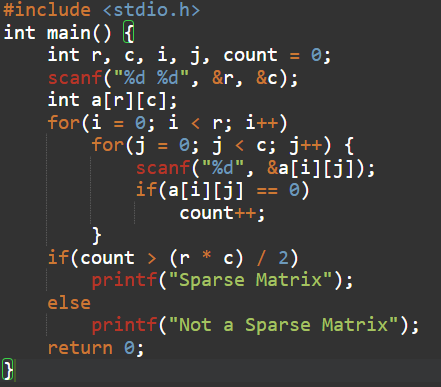 #include <stdio.h>
int main() {
    int r, c, i, j, count = 0;
    scanf("%d %d", &r, &c);
    int a[r][c];
    for(i = 0; i < r; i++)
        for(j = 0; j < c; j++) {
            scanf("%d", &a[i][j]);
            if(a[i][j] == 0)
                count++;
        }
    if(count > (r * c) / 2)
        printf("Sparse Matrix");
    else
        printf("Not a Sparse Matrix");
    return 0;
}